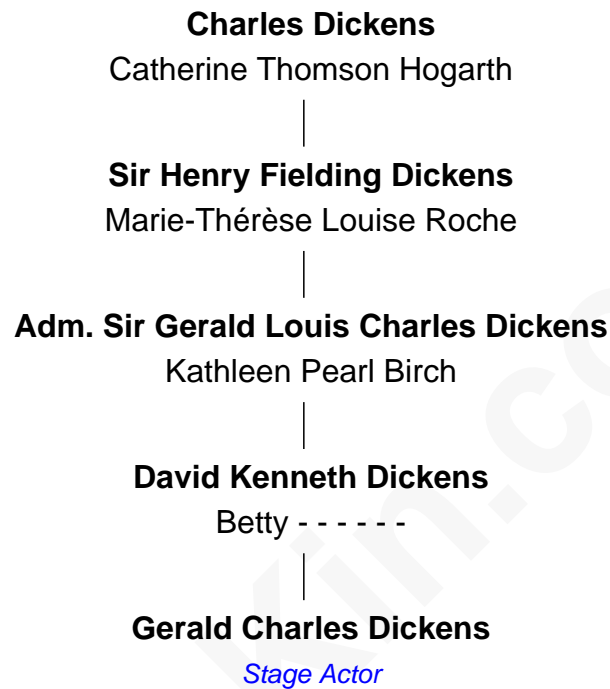 Charles Dickens
Catherine Thomson Hogarth
Sir Henry Fielding Dickens
Marie-Thérèse Louise Roche
Adm. Sir Gerald Louis Charles Dickens
Kathleen Pearl Birch
David Kenneth Dickens
Betty - - - - - -
Gerald Charles Dickens
Stage Actor